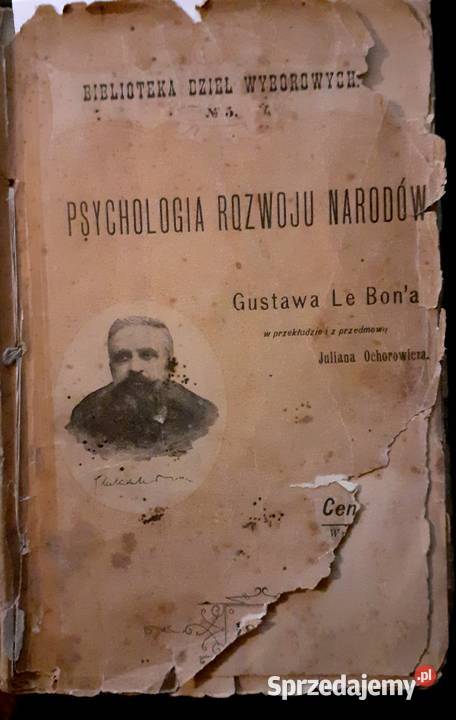 BIBLIOTEKA DZIEŁ WYBOROWYCH.
№ 5.
PSYCHOLOGIA ROZWOJU NARODÓW
Gustawa Le Bon'a
w przekładzie i z przedmową
Juliana Ochorowicza.
Cen
Sprzedajemy.pl